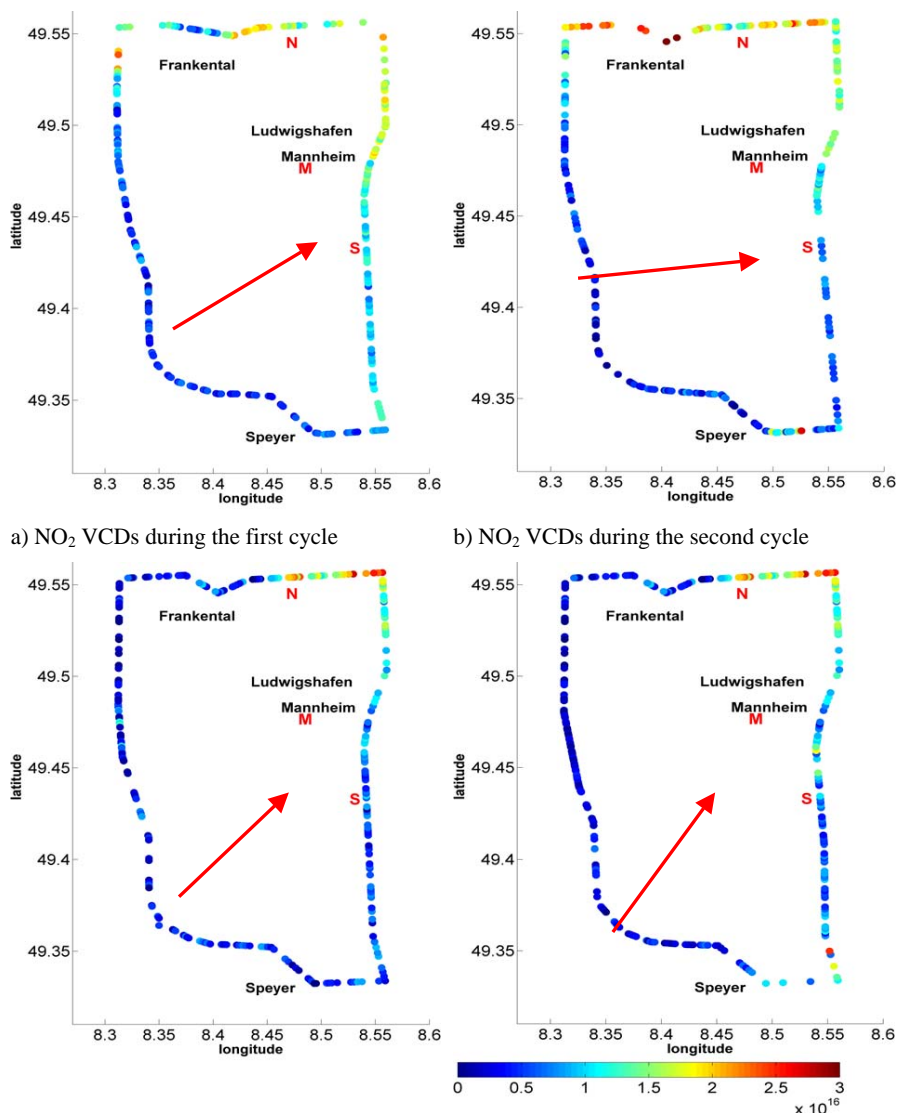 49.55
49.5
49.45
49.4
49.35
latitude
N
Frankental
Ludwigshafen
Mannheim
M
S
Speyer
8.3 8.35 8.4 8.45 8.5 8.55 8.6
longitude
49.55
49.5
49.45
49.4
49.35
latitude
N
Frankental
Ludwigshafen
Mannheim
M
S
Speyer
8.3 8.35 8.4 8.45 8.5 8.55 8.6
longitude
a) NO₂ VCDs during the first cycle
b) NO₂ VCDs during the second cycle
49.55
49.5
49.45
49.4
49.35
latitude
N
Frankental
Ludwigshafen
Mannheim
M
S
Speyer
8.3 8.35 8.4 8.45 8.5 8.55 8.6
longitude
49.55
49.5
49.45
49.4
49.35
latitude
N
Frankental
Ludwigshafen
Mannheim
M
S
Speyer
8.3 8.35 8.4 8.45 8.5 8.55 8.6
longitude
0 0.5 1 1.5 2 2.5 3
x 10¹⁶